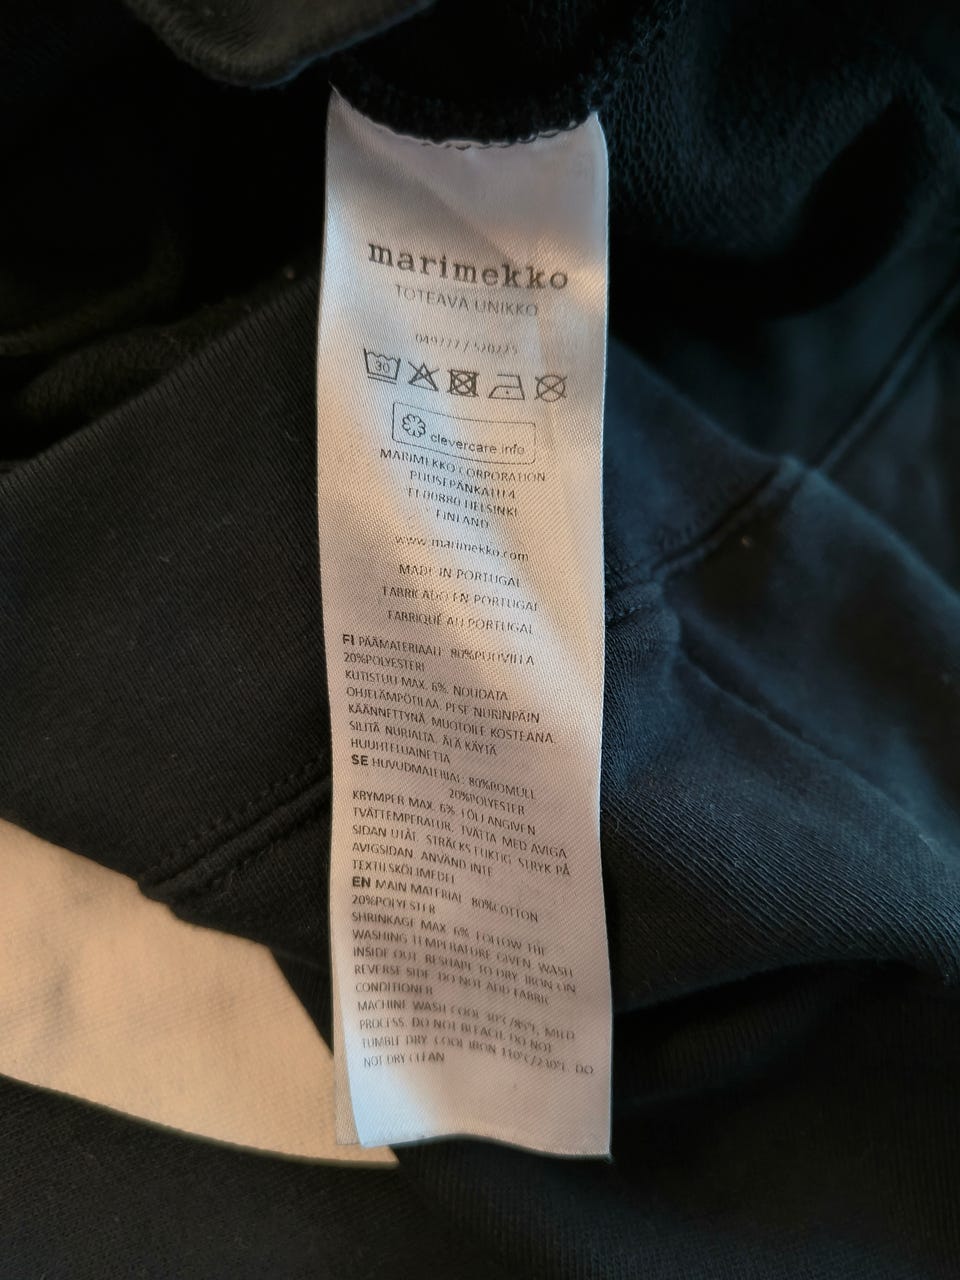 marimekko
TOTEAVA UNIKKO
30
clevercare.info
MARIMEKKO CORPORATION
PUUSEPÄNKATU 4
FI-00880 HELSINKI
FINLAND
www.marimekko.com
MADE IN PORTUGAL
FABRICADO EN PORTUGAL
FABRIQUÉ AU PORTUGAL
FI PÄÄMATERIAALI 80%PUUVILLA
20%POLYESTERI
KUTISTUU MAX. 6%. NOUDATA
OHJELÄMPÖTILAA. PESE NURINPÄIN
KÄÄNNETTYNÄ. MUOTOILE KOSTEANA.
SILITÄ NURJALTA. ÄLÄ KÄYTÄ
HUUHTELUAINETTA
SE HUVUDMATERIAL: 80%BOMULL
20%POLYESTER
KRYMPER MAX. 6%. FÖLJ ANGIVEN
TVÄTTEMPERATUR. TVÄTTA MED AVIGA
SIDAN UTÅT. STRÄCKS FUKTIG. STRYK PÅ
AVIGSIDAN. ANVÄND INTE
TEXTILSKÖLJMEDEL
EN MAIN MATERIAL 80%COTTON
20%POLYESTER
SHRINKAGE MAX. 6%. FOLLOW THE
WASHING TEMPERATURE GIVEN. WASH
INSIDE OUT. RESHAPE TO DRY. IRON ON
REVERSE SIDE. DO NOT ADD FABRIC
CONDITIONER
MACHINE WASH COOL 30°C/85°F, MILD
PROCESS. DO NOT BLEACH. DO NOT
TUMBLE DRY. COOL IRON 110°C/230°F. DO
NOT DRY CLEAN